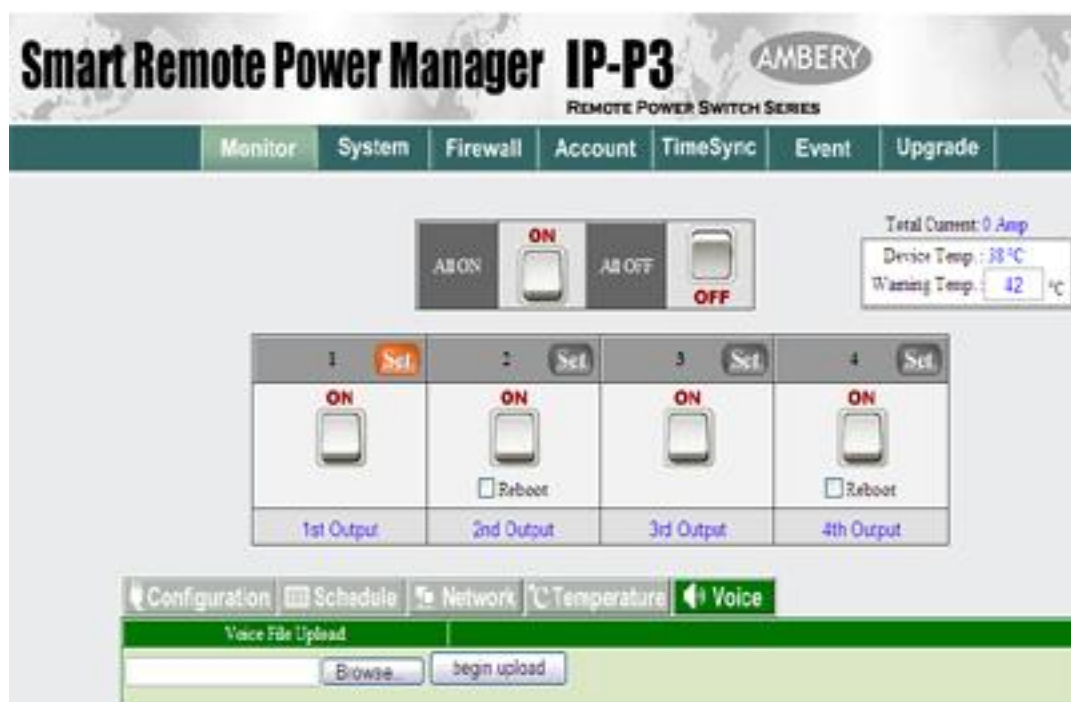 Smart Remote Power Manager IP-P3 AMBERY
REMOTE POWER SWITCH SERIES
Monitor System Firewall Account TimeSync Event Upgrade
Total Current: 0 Amp
Device Temp. : 38 °C
Warning Temp. : 42 °C
All ON ON All OFF OFF
1 Set 2 Set 3 Set 4 Set
ON ON ON ON
Reboot Reboot
1st Output 2nd Output 3rd Output 4th Output
Configuration Schedule Network °C Temperature Voice
Voice File Upload
Browse... begin upload